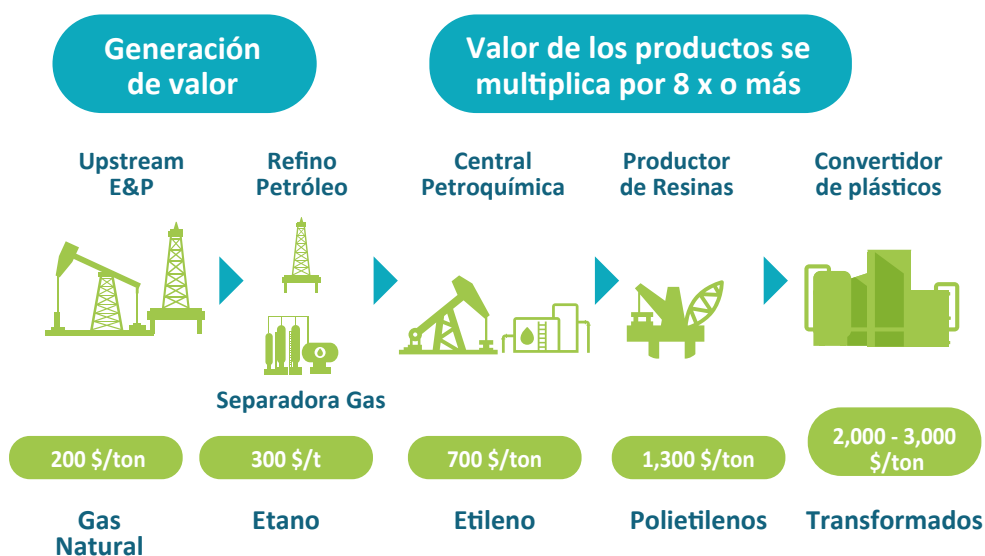 Generación
de valor
Valor de los productos se
multiplica por 8 x o más
Upstream
E&P
Refino
Petróleo
Central
Petroquímica
Productor
de Resinas
Convertidor
de plásticos
Separadora Gas
200 $/ton
300 $/t
700 $/ton
1,300 $/ton
2,000 - 3,000
$/ton
Gas
Natural
Etano
Etileno
Polietilenos
Transformados